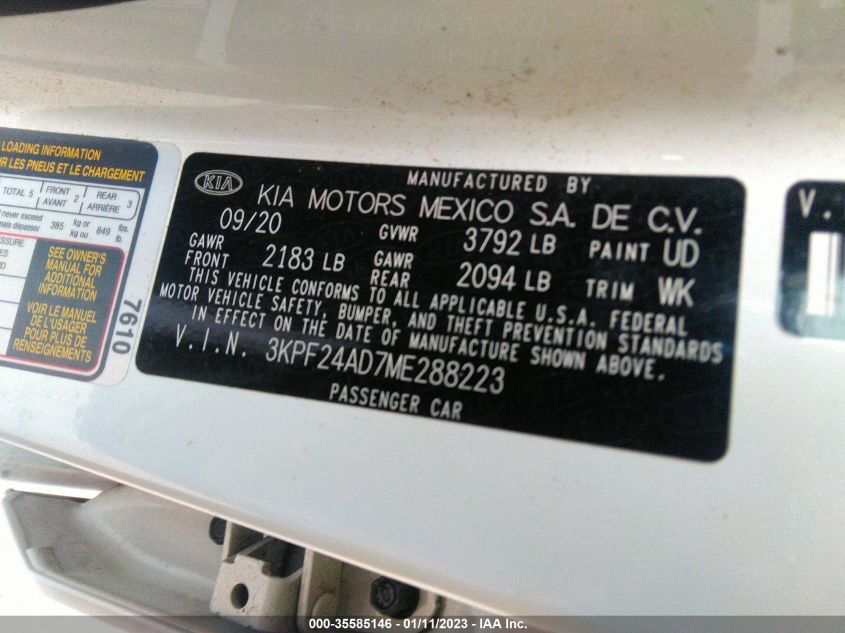 LOADING INFORMATION
LES PNEUS ET LE CHARGEMENT
TOTAL 5 FRONT AVANT 2 REAR ARRIÈRE 3
never exceed
mais dépasser 385 kg or kg ou 849 lbs. lb.
SEE OWNER'S
MANUAL FOR
ADDITIONAL
INFORMATION
VOIR LE MANUEL
DE L'USAGER
POUR PLUS DE
RENSEIGNEMENTS
7610
KIA
MANUFACTURED BY
KIA MOTORS MEXICO S.A. DE C.V.
09/20 GVWR 3792 LB PAINT UD
GAWR FRONT 2183 LB GAWR REAR 2094 LB TRIM WK
THIS VEHICLE CONFORMS TO ALL APPLICABLE U.S.A. FEDERAL
MOTOR VEHICLE SAFETY, BUMPER, AND THEFT PREVENTION STANDARDS
IN EFFECT ON THE DATE OF MANUFACTURE SHOWN ABOVE.
V.I.N. 3KPF24AD7ME288223
PASSENGER CAR
V.
000-35585146 - 01/11/2023 - IAA Inc.